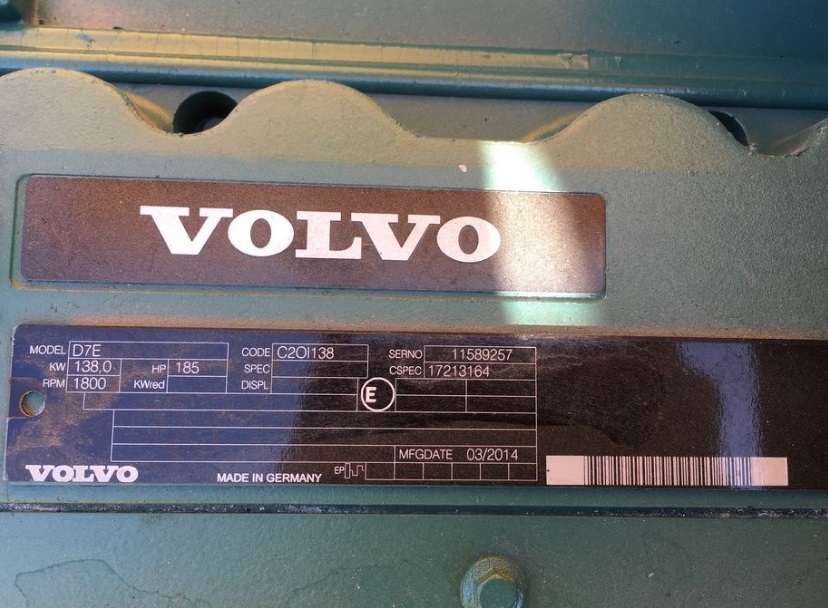 VOLVO
MODEL D7E CODE C2OI138 SERNO 11589257
KW 138,0 HP 185 SPEC CSPEC 17213164
RPM 1800 KWred DISPL E
MFGDATE 03/2014
VOLVO MADE IN GERMANY EP